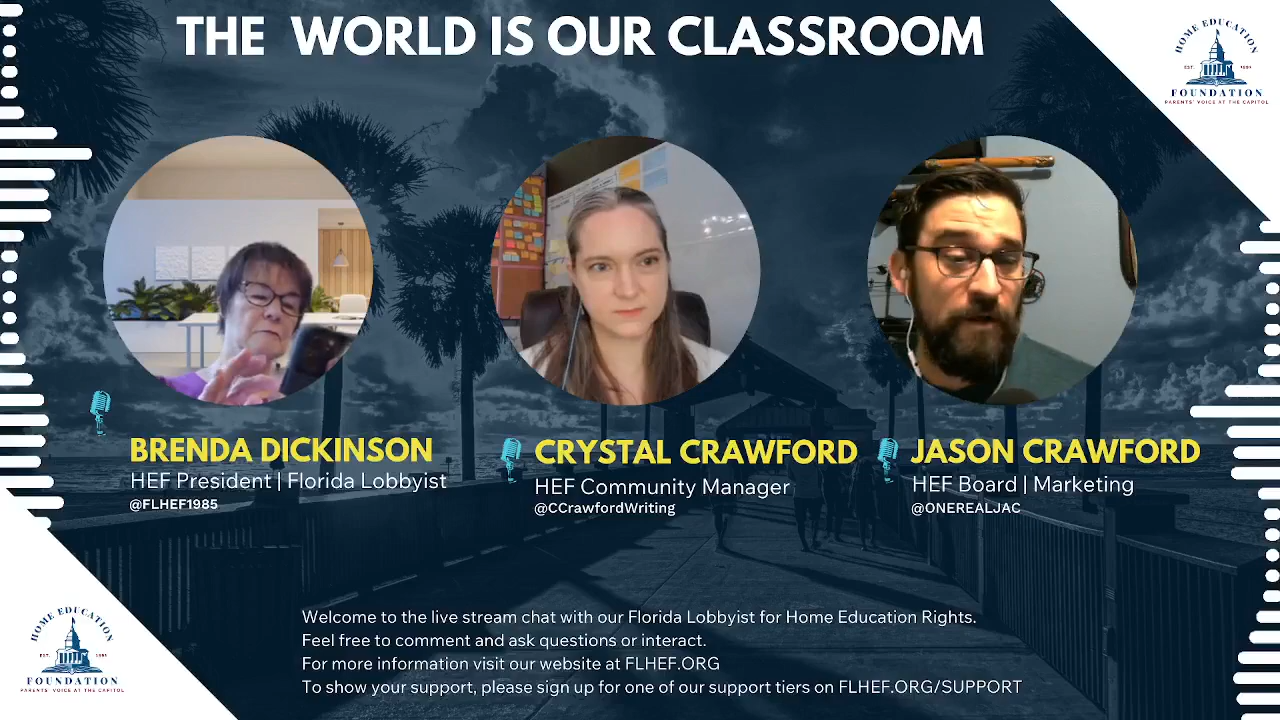 THE WORLD IS OUR CLASSROOM
HOME EDUCATION
EST. 1985
FOUNDATION
PARENTS' VOICE AT THE CAPITOL
BRENDA DICKINSON
HEF President | Florida Lobbyist
@FLHEF1985
CRYSTAL CRAWFORD
HEF Community Manager
@CCrawfordWriting
JASON CRAWFORD
HEF Board | Marketing
@ONEREALJAC
Welcome to the live stream chat with our Florida Lobbyist for Home Education Rights.
Feel free to comment and ask questions or interact.
For more information visit our website at FLHEF.ORG
To show your support, please sign up for one of our support tiers on FLHEF.ORG/SUPPORT
HOME EDUCATION
EST. 1985
FOUNDATION
PARENTS' VOICE AT THE CAPITOL